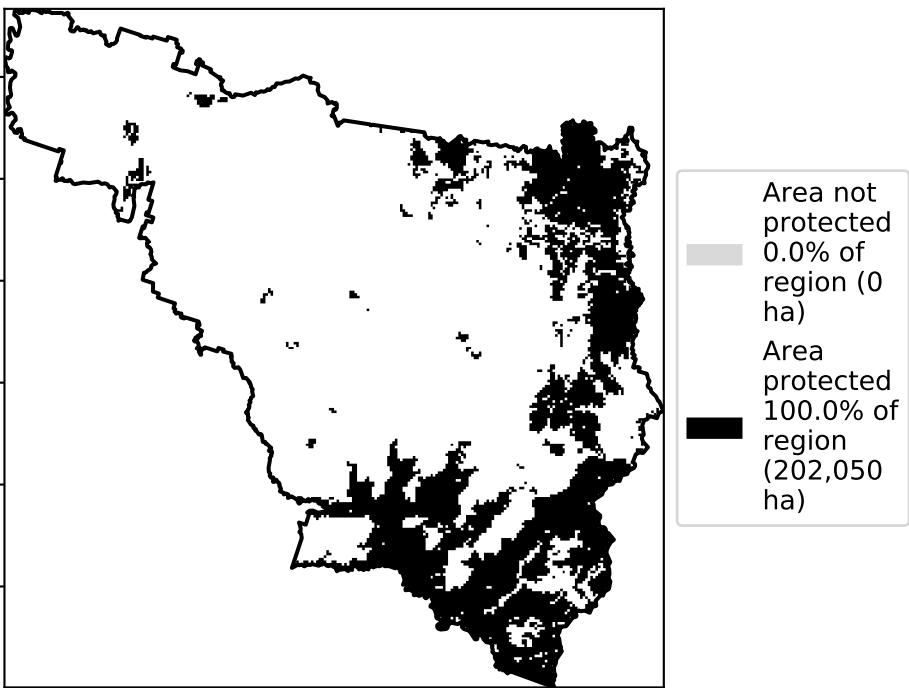 Area not
protected
0.0% of
region (0
ha)
Area
protected
100.0% of
region
(202,050
ha)